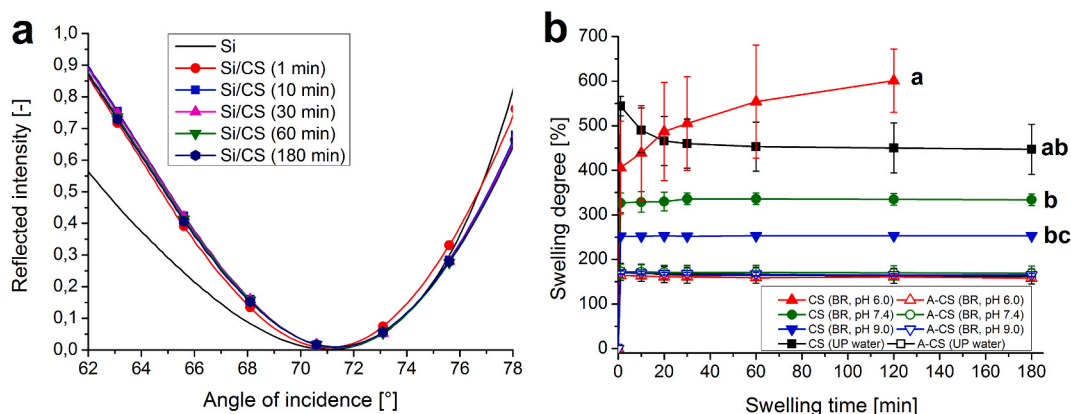 a
Reflected intensity [-]
1,0
0,9
0,8
0,7
0,6
0,5
0,4
0,3
0,2
0,1
0,0
62 64 66 68 70 72 74 76 78
Angle of incidence [°]
Si
Si/CS (1 min)
Si/CS (10 min)
Si/CS (30 min)
Si/CS (60 min)
Si/CS (180 min)
b
Swelling degree [%]
700
600
500
400
300
200
100
0
0 20 40 60 80 100 120 140 160 180
Swelling time [min]
a
ab
b
bc
CS (BR, pH 6.0) A-CS (BR, pH 6.0)
CS (BR, pH 7.4) A-CS (BR, pH 7.4)
CS (BR, pH 9.0) A-CS (BR, pH 9.0)
CS (UP water) A-CS (UP water)